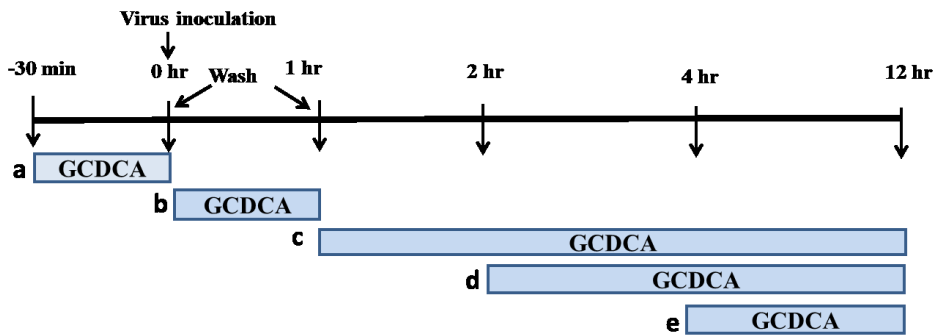 Virus inoculation
-30 min 0 hr Wash 1 hr 2 hr 4 hr 12 hr
a GCDCA
b GCDCA
c GCDCA
d GCDCA
e GCDCA